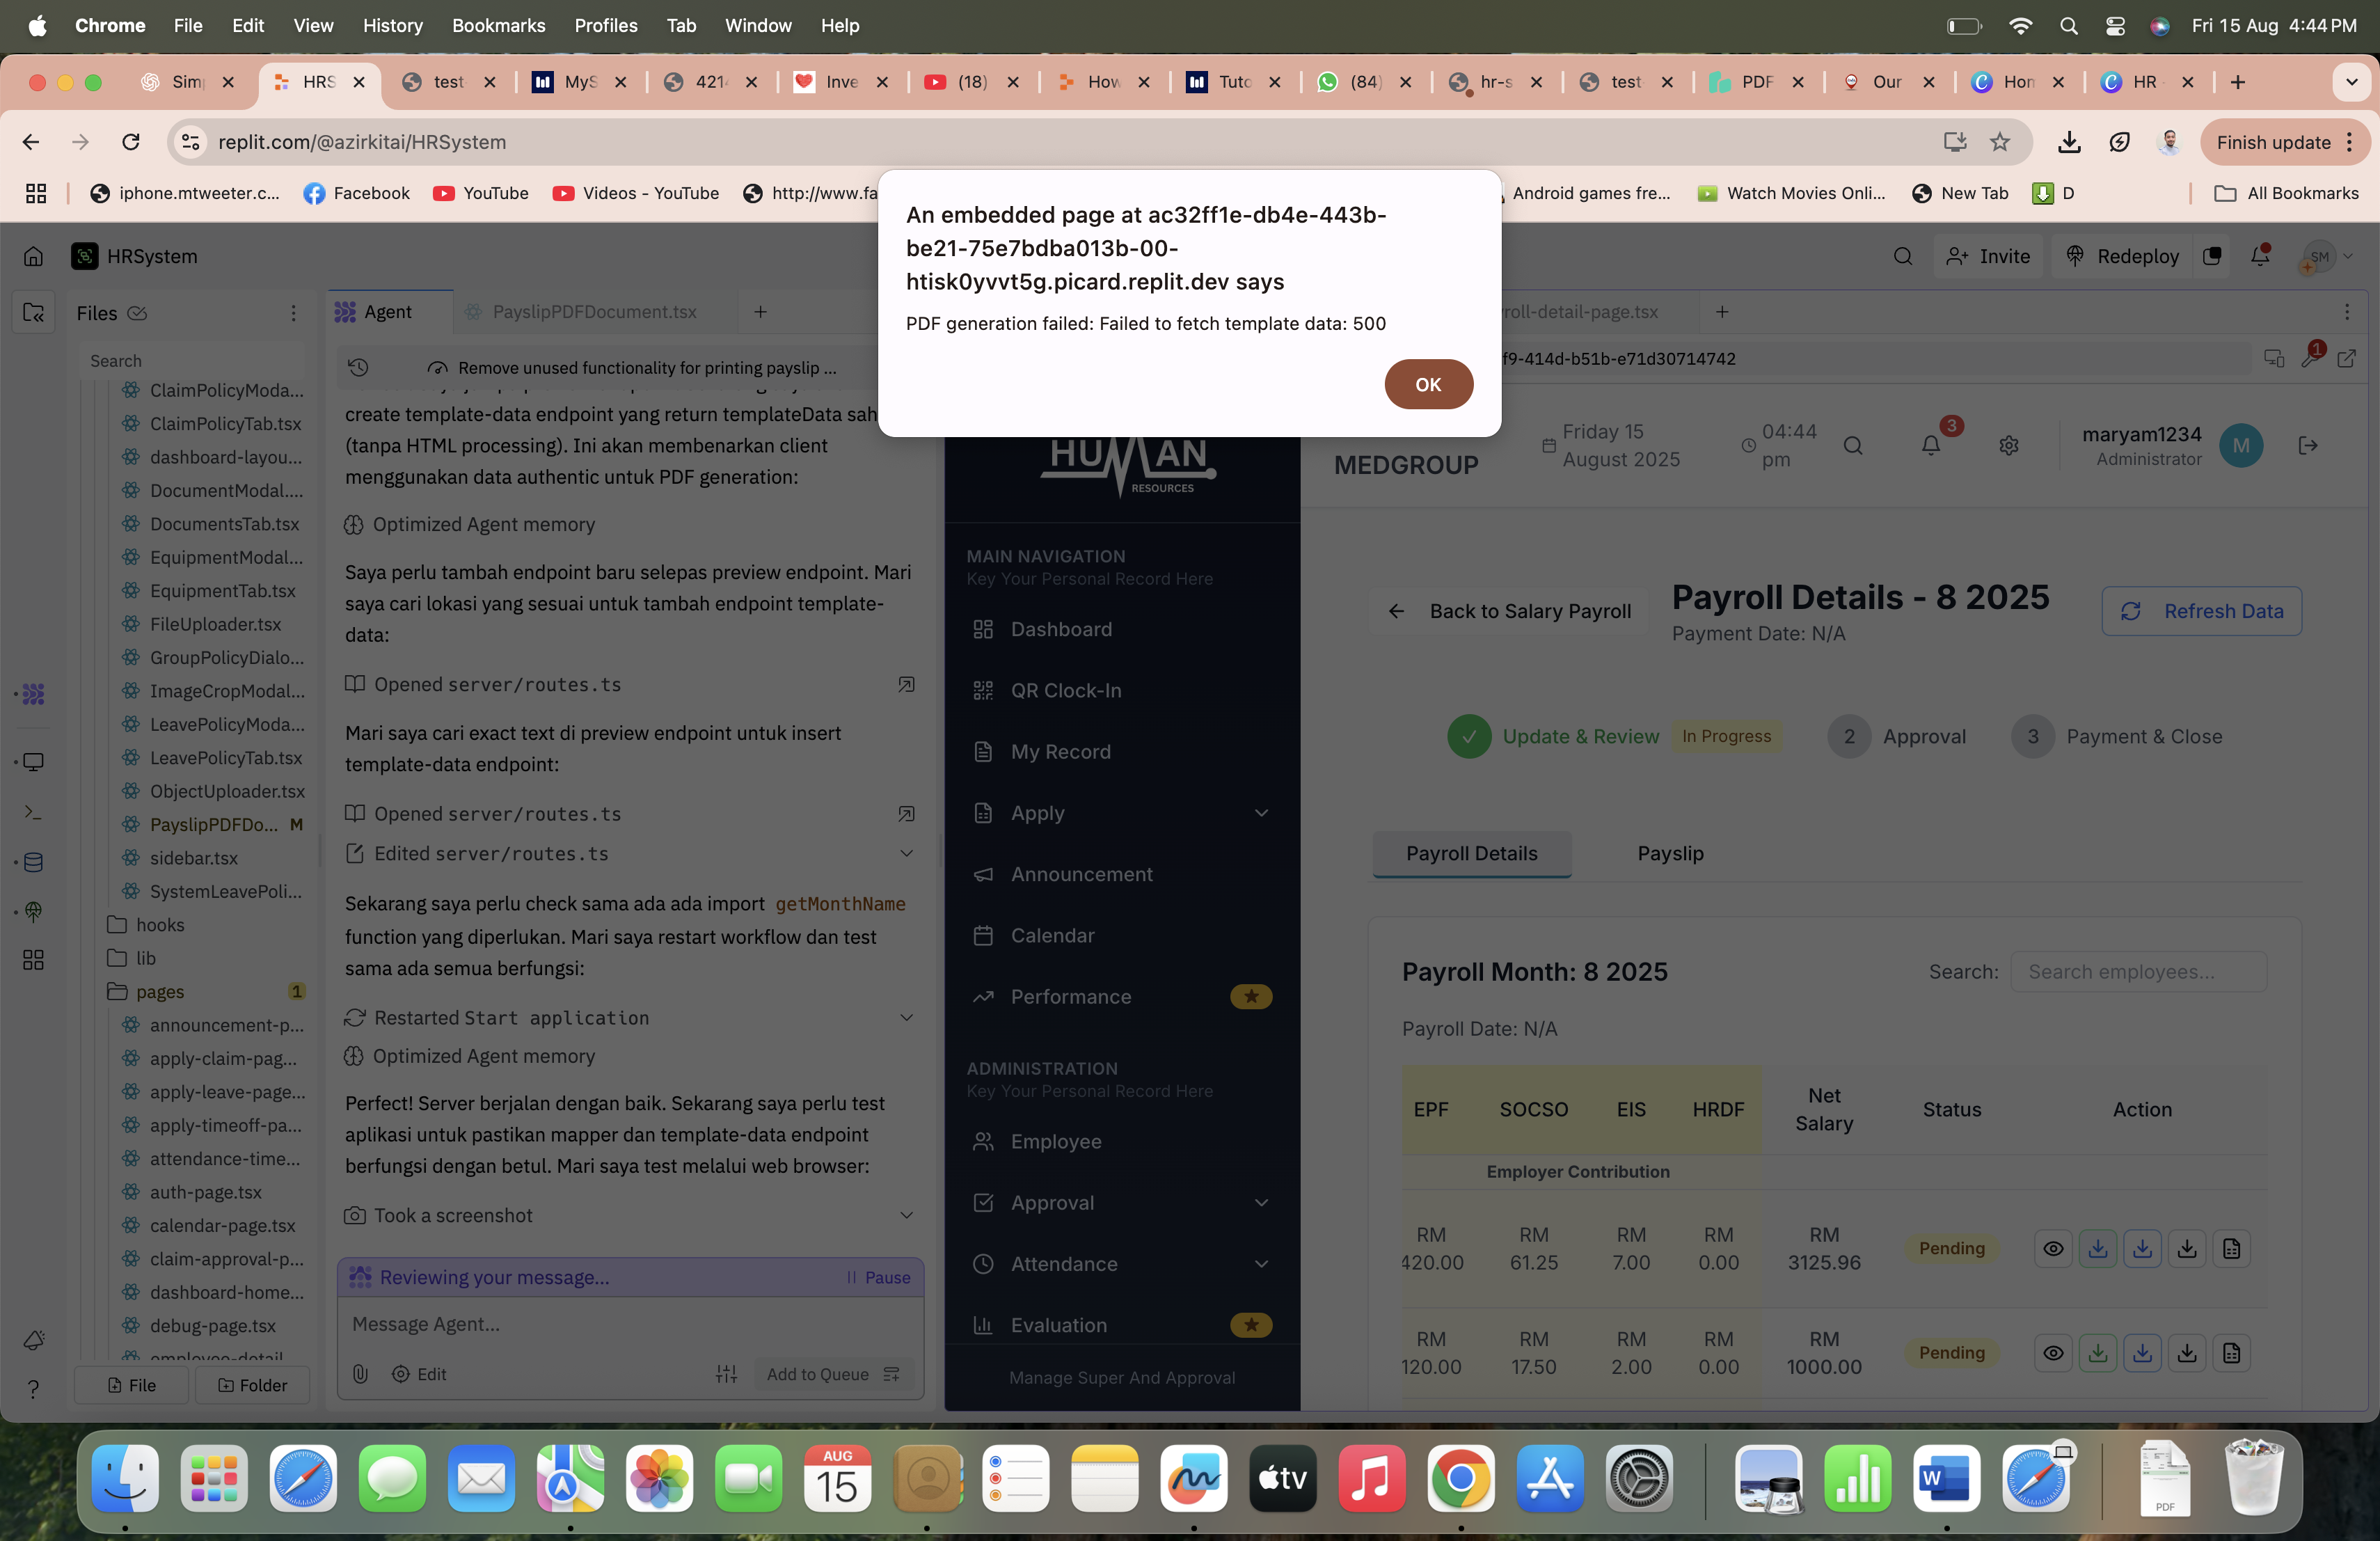 Chrome File Edit View History Bookmarks Profiles Tab Window Help Fri 15 Aug 4:44 PM
Sim HRS test- MyS 421 Inve (18) How Tuto (84) hr-s test- PDF Our Hom HR
replit.com/@azirkitai/HRSystem Finish update
iphone.mtweeter.c... Facebook YouTube Videos - YouTube http://www.fa Android games fre... Watch Movies Onli... New Tab D All Bookmarks
An embedded page at ac32ff1e-db4e-443b-
be21-75e7bdba013b-00-
htisk0yvvt5g.picard.replit.dev says
PDF generation failed: Failed to fetch template data: 500
OK
HRSystem Invite Redeploy SM
Files
Search
ClaimPolicyModa...
ClaimPolicyTab.tsx
dashboard-layou...
DocumentModal....
DocumentsTab.tsx
EquipmentModal...
EquipmentTab.tsx
FileUploader.tsx
GroupPolicyDialo...
ImageCropModal...
LeavePolicyModa...
LeavePolicyTab.tsx
ObjectUploader.tsx
PayslipPDFDo... M
sidebar.tsx
SystemLeavePoli...
hooks
lib
pages 1
announcement-p...
apply-claim-pag...
apply-leave-page...
apply-timeoff-pa...
attendance-time...
auth-page.tsx
calendar-page.tsx
claim-approval-p...
dashboard-home...
debug-page.tsx
employee-detail
File Folder
Agent PayslipPDFDocument.tsx
Remove unused functionality for printing payslip ...
create template-data endpoint yang return templateData sah
(tanpa HTML processing). Ini akan membenarkan client
menggunakan data authentic untuk PDF generation:
Optimized Agent memory
Saya perlu tambah endpoint baru selepas preview endpoint. Mari
saya cari lokasi yang sesuai untuk tambah endpoint template-
data:
Opened server/routes.ts
Mari saya cari exact text di preview endpoint untuk insert
template-data endpoint:
Opened server/routes.ts
Edited server/routes.ts
Sekarang saya perlu check sama ada ada import getMonthName
function yang diperlukan. Mari saya restart workflow dan test
sama ada semua berfungsi:
Restarted Start application
Optimized Agent memory
Perfect! Server berjalan dengan baik. Sekarang saya perlu test
aplikasi untuk pastikan mapper dan template-data endpoint
berfungsi dengan betul. Mari saya test melalui web browser:
Took a screenshot
Reviewing your message... Pause
Message Agent...
Edit Add to Queue
roll-detail-page.tsx
f9-414d-b51b-e71d30714742 1
HUMAN
RESOURCES
MAIN NAVIGATION
Key Your Personal Record Here
Dashboard
QR Clock-In
My Record
Apply
Announcement
Calendar
Performance
ADMINISTRATION
Key Your Personal Record Here
Employee
Approval
Attendance
Evaluation
Manage Super And Approval
MEDGROUP
Friday 15
August 2025
04:44
pm
3
maryam1234
Administrator
M
Back to Salary Payroll
Payroll Details - 8 2025
Payment Date: N/A
Refresh Data
Update & Review In Progress 2 Approval 3 Payment & Close
Payroll Details Payslip
Payroll Month: 8 2025
Search: Search employees...
Payroll Date: N/A
EPF SOCSO EIS HRDF Net Salary Status Action
Employer Contribution
RM RM RM RM RM
420.00 61.25 7.00 0.00 3125.96 Pending
RM RM RM RM RM
120.00 17.50 2.00 0.00 1000.00 Pending
AUG
15
tv
W
PDF